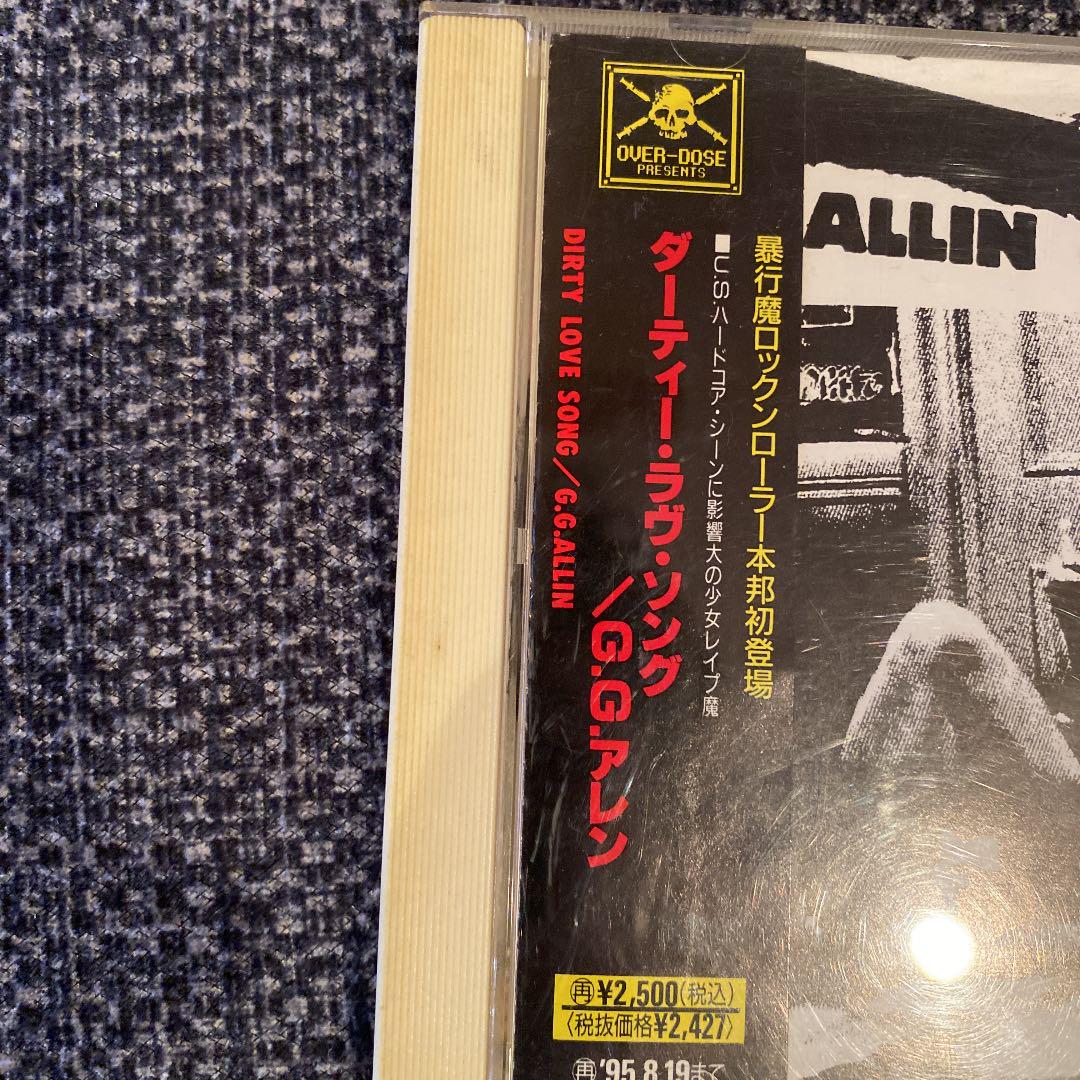 OVER-DOSE
PRESENTS
ALLIN
暴行魔ロックンローラー本邦初登場
■U.S.ハードコア・シーンに影響大の少女レイプ魔
ダーティー・ラヴ・ソング
/G.G.アレン
DIRTY LOVE SONG/G.G.ALLIN
再¥2,500(税込)
〈税抜価格¥2,427〉
再'95.8.19まで